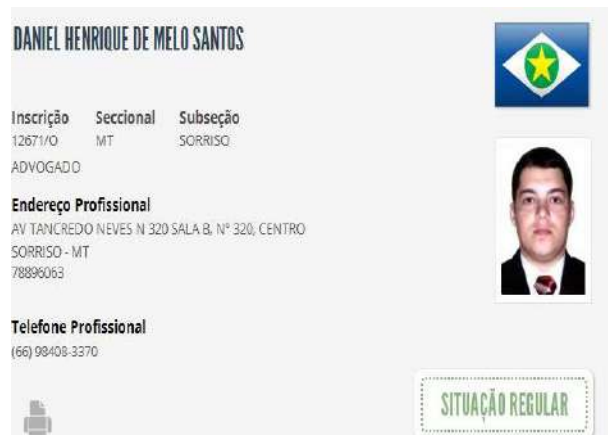 DANIEL HENRIQUE DE MELO SANTOS
Inscrição Seccional Subseção
12671/O MT SORRISO
ADVOGADO
Endereço Profissional
AV TANCREDO NEVES N 320 SALA B, Nº 320, CENTRO
SORRISO - MT
78896063
Telefone Profissional
(66) 98408-3370
SITUAÇÃO REGULAR